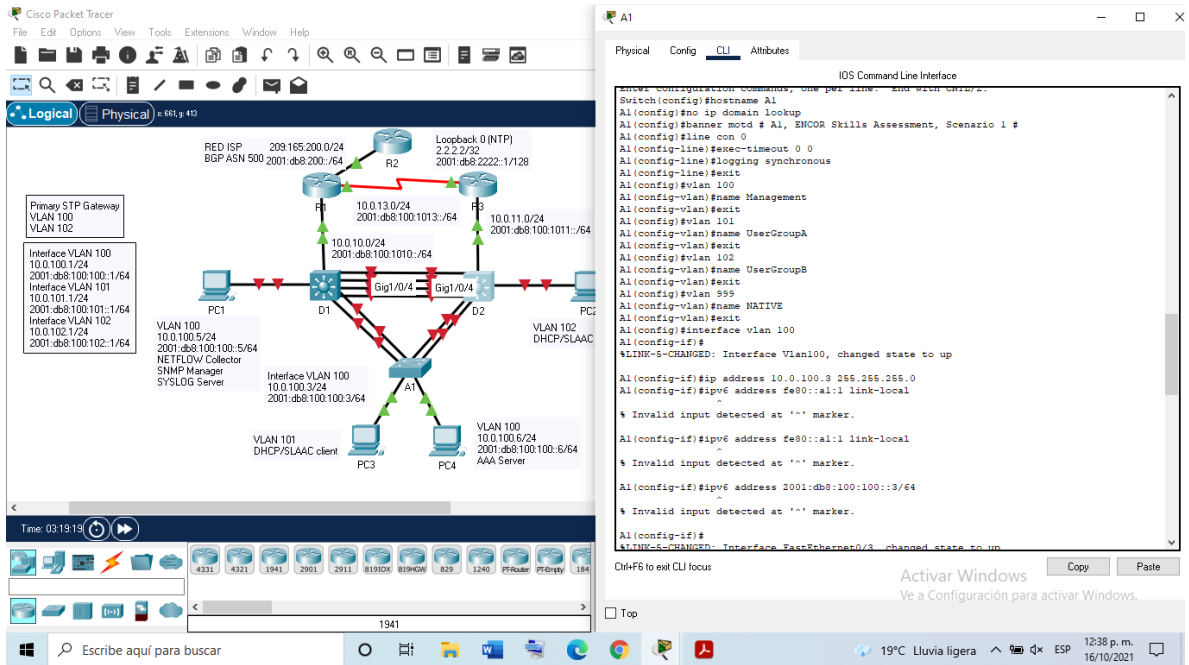 Cisco Packet Tracer
File Edit Options View Tools Extensions Window Help
Logical
Physical
x: 661, y: 413
RED ISP 209:165:200.0/24
BGP ASN 500 2001:db8:200::/64
R2
Loopback 0 (NTP)
2.2.2.2/32
2001:db8:2222::1/128
Primary STP Gateway
VLAN 100
VLAN 102
R1
10.0.13.0/24
2001:db8:100:1013::/64
R3
10.0.11.0/24
2001:db8:100:1011::/64
10.0.10.0/24
2001:db8:100:1010::/64
Interface VLAN 100
10.0.100.1/24
2001:db8:100:100::1/64
Interface VLAN 101
10.0.101.1/24
2001:db8:100:101::1/64
Interface VLAN 102
10.0.102.1/24
2001:db8:100:102::1/64
PC1
D1
Gig1/0/4
Gig1/0/4
D2
PC2
VLAN 100
10.0.100.5/24
2001:db8:100:100::5/64
NETFLOW Collector
SNMP Manager
SYSLOG Server
VLAN 102
DHCP/SLAAC
Interface VLAN 100
10.0.100.3/24
2001:db8:100:100:3/64
A1
VLAN 101
DHCP/SLAAC client
PC3
PC4
VLAN 100
10.0.100.6/24
2001:db8:100:100::6/64
AAA Server
Time: 03:19:19
4331 4321 1941 2901 2911 819IOX 819HGW 829 1240 PT-Router PT-Empty 184
1941
A1
Physical Config CLI Attributes
IOS Command Line Interface
Enter configuration commands, one per line. End with CNTL/Z.
Switch(config)#hostname A1
A1(config)#no ip domain lookup
A1(config)#banner motd # A1, ENCOR Skills Assessment, Scenario 1 #
A1(config)#line con 0
A1(config-line)#exec-timeout 0 0
A1(config-line)#logging synchronous
A1(config-line)#exit
A1(config)#vlan 100
A1(config-vlan)#name Management
A1(config-vlan)#exit
A1(config)#vlan 101
A1(config-vlan)#name UserGroupA
A1(config-vlan)#exit
A1(config)#vlan 102
A1(config-vlan)#name UserGroupB
A1(config-vlan)#exit
A1(config)#vlan 999
A1(config-vlan)#name NATIVE
A1(config-vlan)#exit
A1(config)#interface vlan 100
A1(config-if)#
%LINK-5-CHANGED: Interface Vlan100, changed state to up
A1(config-if)#ip address 10.0.100.3 255.255.255.0
A1(config-if)#ipv6 address fe80::a1:1 link-local
^
% Invalid input detected at '^' marker.
A1(config-if)#ipv6 address fe80::a1:1 link-local
^
% Invalid input detected at '^' marker.
A1(config-if)#ipv6 address 2001:db8:100:100::3/64
^
% Invalid input detected at '^' marker.
A1(config-if)#
%LINK-5-CHANGED: Interface FastEthernet0/3, changed state to up
Ctrl+F6 to exit CLI focus
Copy
Paste
Activar Windows
Ve a Configuración para activar Windows.
Top
Escribe aquí para buscar
19°C Lluvia ligera
ESP
12:38 p. m.
16/10/2021